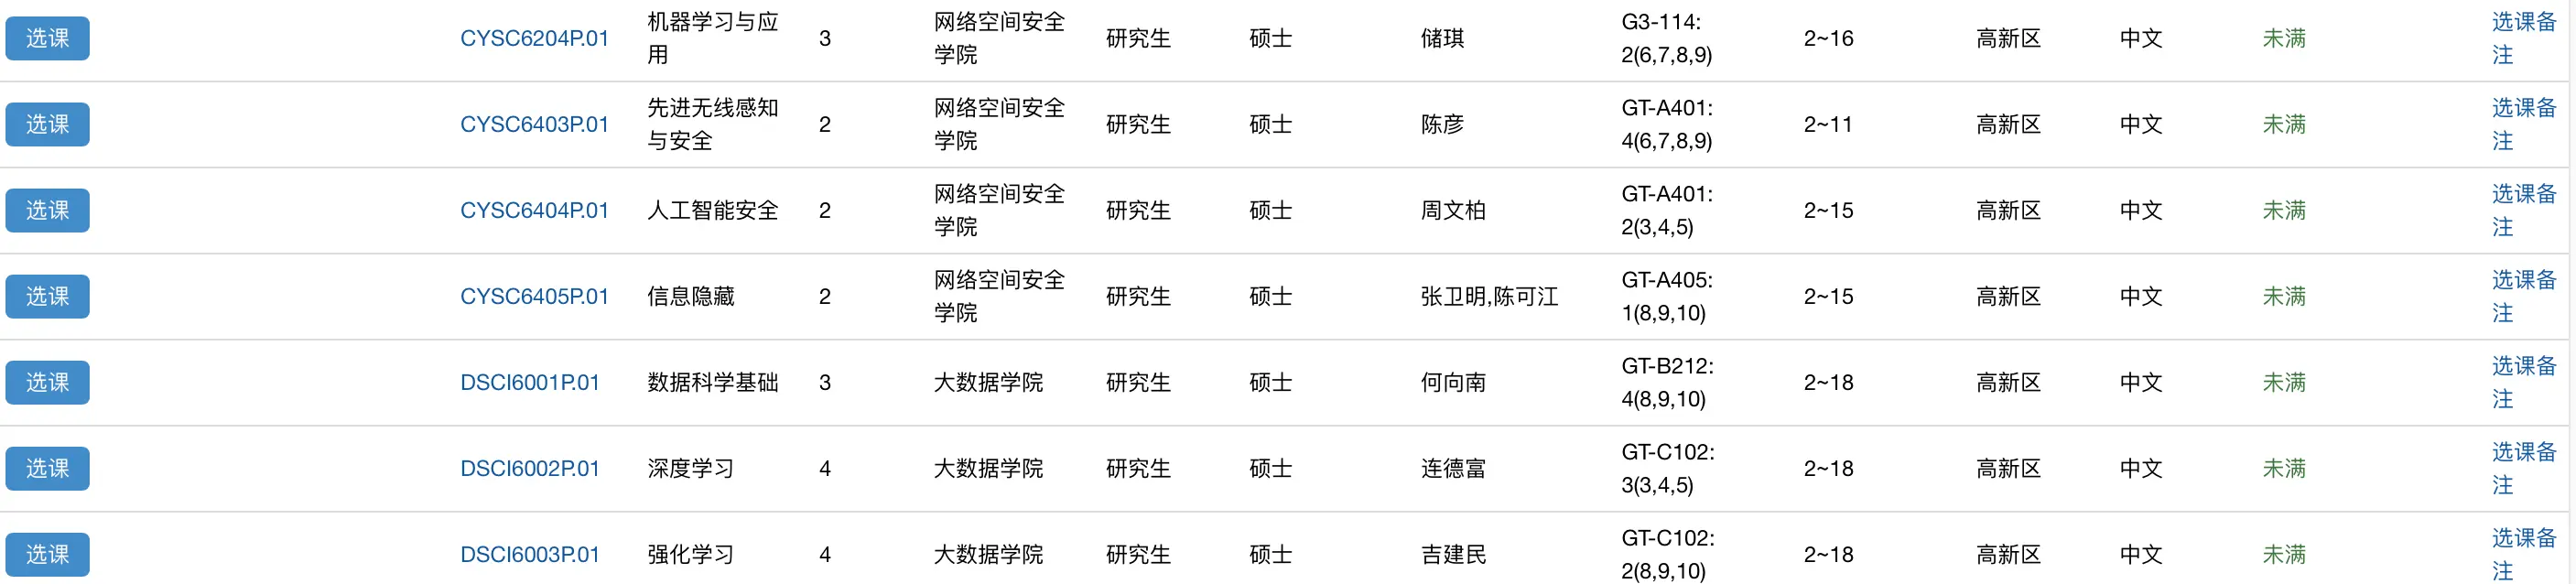 选课 CYSC6204P.01 机器学习与应用 3 网络空间安全学院 研究生 硕士 储琪 G3-114: 2(6,7,8,9) 2~16 高新区 中文 未满 选课备注
选课 CYSC6403P.01 先进无线感知与安全 2 网络空间安全学院 研究生 硕士 陈彦 GT-A401: 4(6,7,8,9) 2~11 高新区 中文 未满 选课备注
选课 CYSC6404P.01 人工智能安全 2 网络空间安全学院 研究生 硕士 周文柏 GT-A401: 2(3,4,5) 2~15 高新区 中文 未满 选课备注
选课 CYSC6405P.01 信息隐藏 2 网络空间安全学院 研究生 硕士 张卫明,陈可江 GT-A405: 1(8,9,10) 2~15 高新区 中文 未满 选课备注
选课 DSCI6001P.01 数据科学基础 3 大数据学院 研究生 硕士 何向南 GT-B212: 4(8,9,10) 2~18 高新区 中文 未满 选课备注
选课 DSCI6002P.01 深度学习 4 大数据学院 研究生 硕士 连德富 GT-C102: 3(3,4,5) 2~18 高新区 中文 未满 选课备注
选课 DSCI6003P.01 强化学习 4 大数据学院 研究生 硕士 吉建民 GT-C102: 2(8,9,10) 2~18 高新区 中文 未满 选课备注